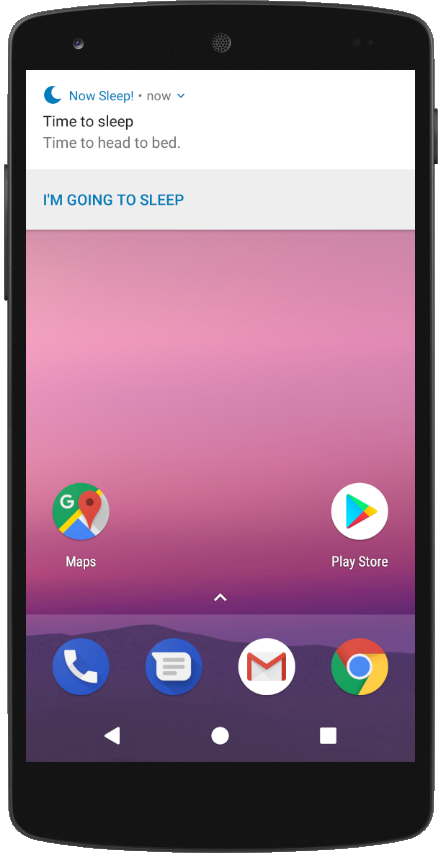 Now Sleep! • now
Time to sleep
Time to head to bed.
I'M GOING TO SLEEP
G
Maps
Play Store